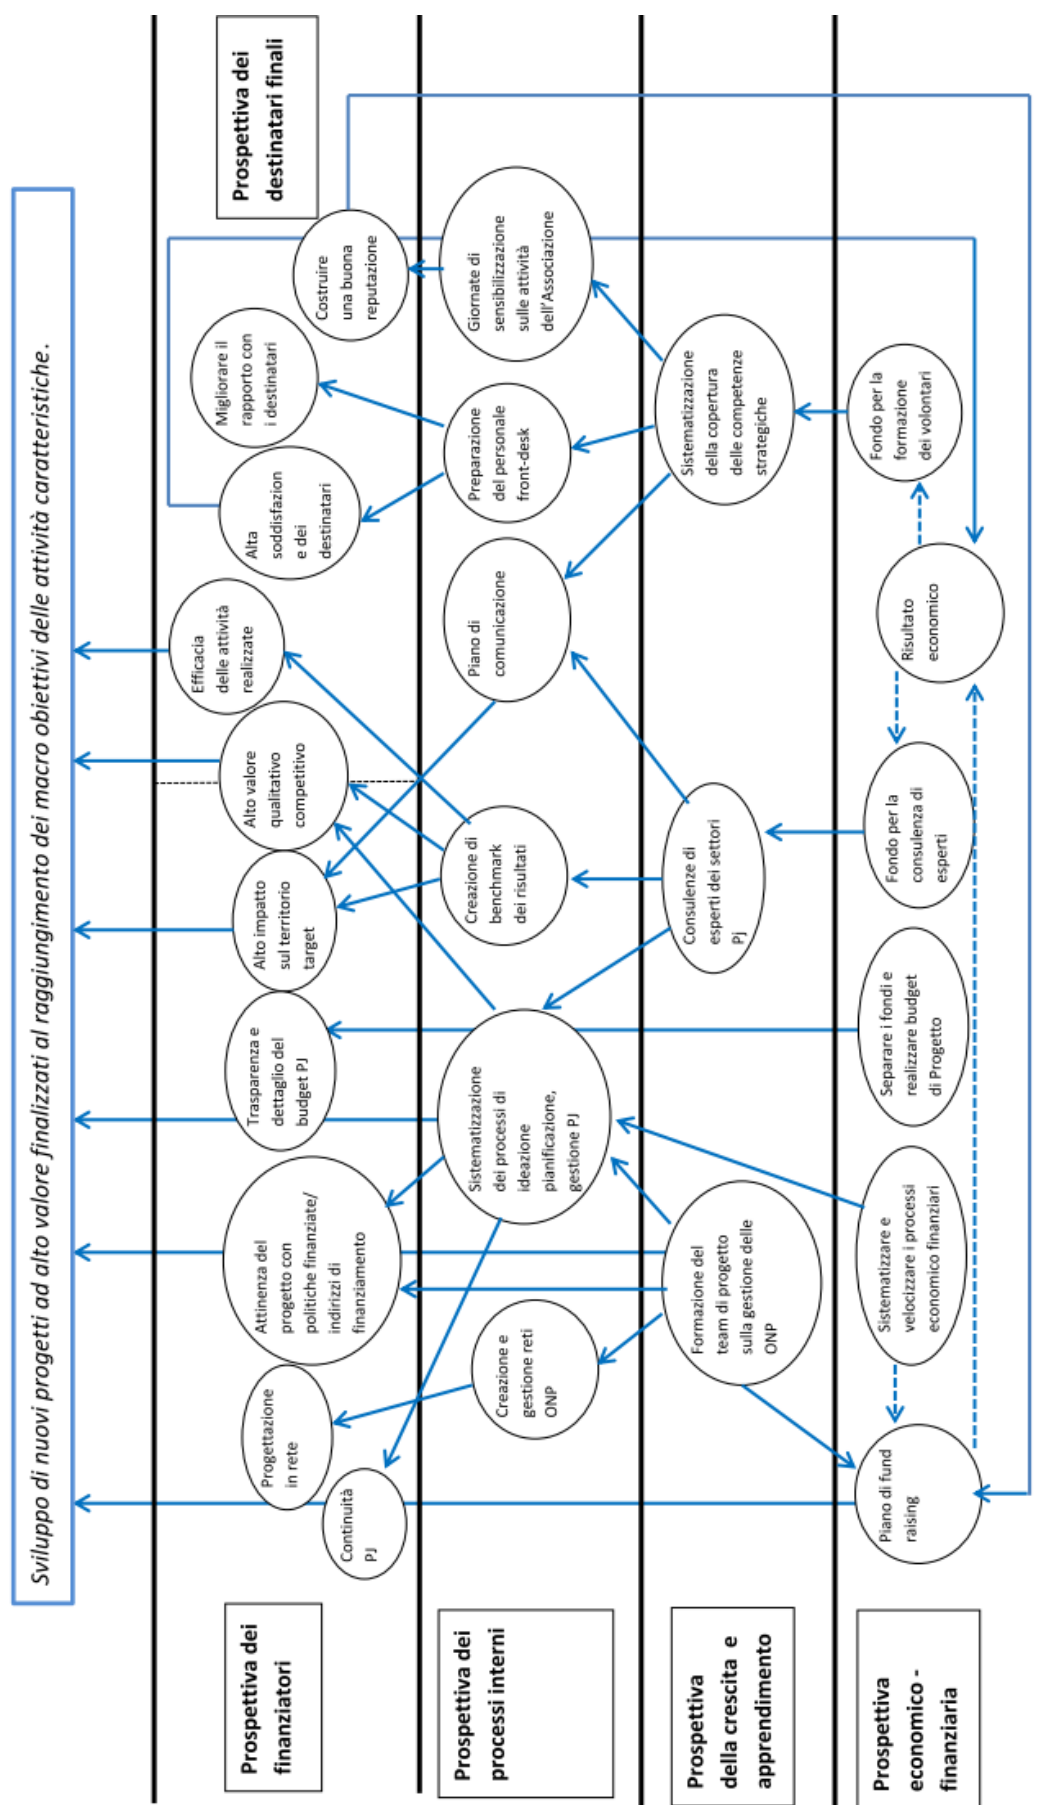 Sviluppo di nuovi progetti ad alto valore finalizzati al raggiungimento dei macro obiettivi delle attività caratteristiche.
Prospettiva dei
finanziatori
Continuità
PJ
Progettazione
in rete
Attinenza del
progetto con
politiche finanziate/
indirizzi di
finanziamento
Trasparenza e
dettaglio del
budget PJ
Alto impatto
sul territorio
target
Alto valore
qualitativo
competitivo
Efficacia
delle attività
realizzate
Alta
soddisfazion
e dei
destinatari
Migliorare il
rapporto con
i destinatari
Costruire
una buona
reputazione
Prospettiva dei
destinatari finali
Prospettiva dei
processi interni
Creazione e
gestione reti
ONP
Sistematizzazione
dei processi di
ideazione
pianificazione,
gestione PJ
Creazione di
benchmark
dei risultati
Piano di
comunicazione
Preparazione
del personale
front-desk
Giornate di
sensibilizzazione
sulle attività
dell'Associazione
Prospettiva
della crescita e
apprendimento
Formazione del
team di progetto
sulla gestione delle
ONP
Consulenze di
esperti dei settori
Pj
Sistematizzazione
della copertura
delle competenze
strategiche
Prospettiva
economico -
finanziaria
Piano di fund
raising
Sistematizzare e
velocizzare i processi
economico finanziari
Separare i fondi e
realizzare budget
di Progetto
Fondo per la
consulenza di
esperti
Risultato
economico
Fondo per la
formazione
dei volontari